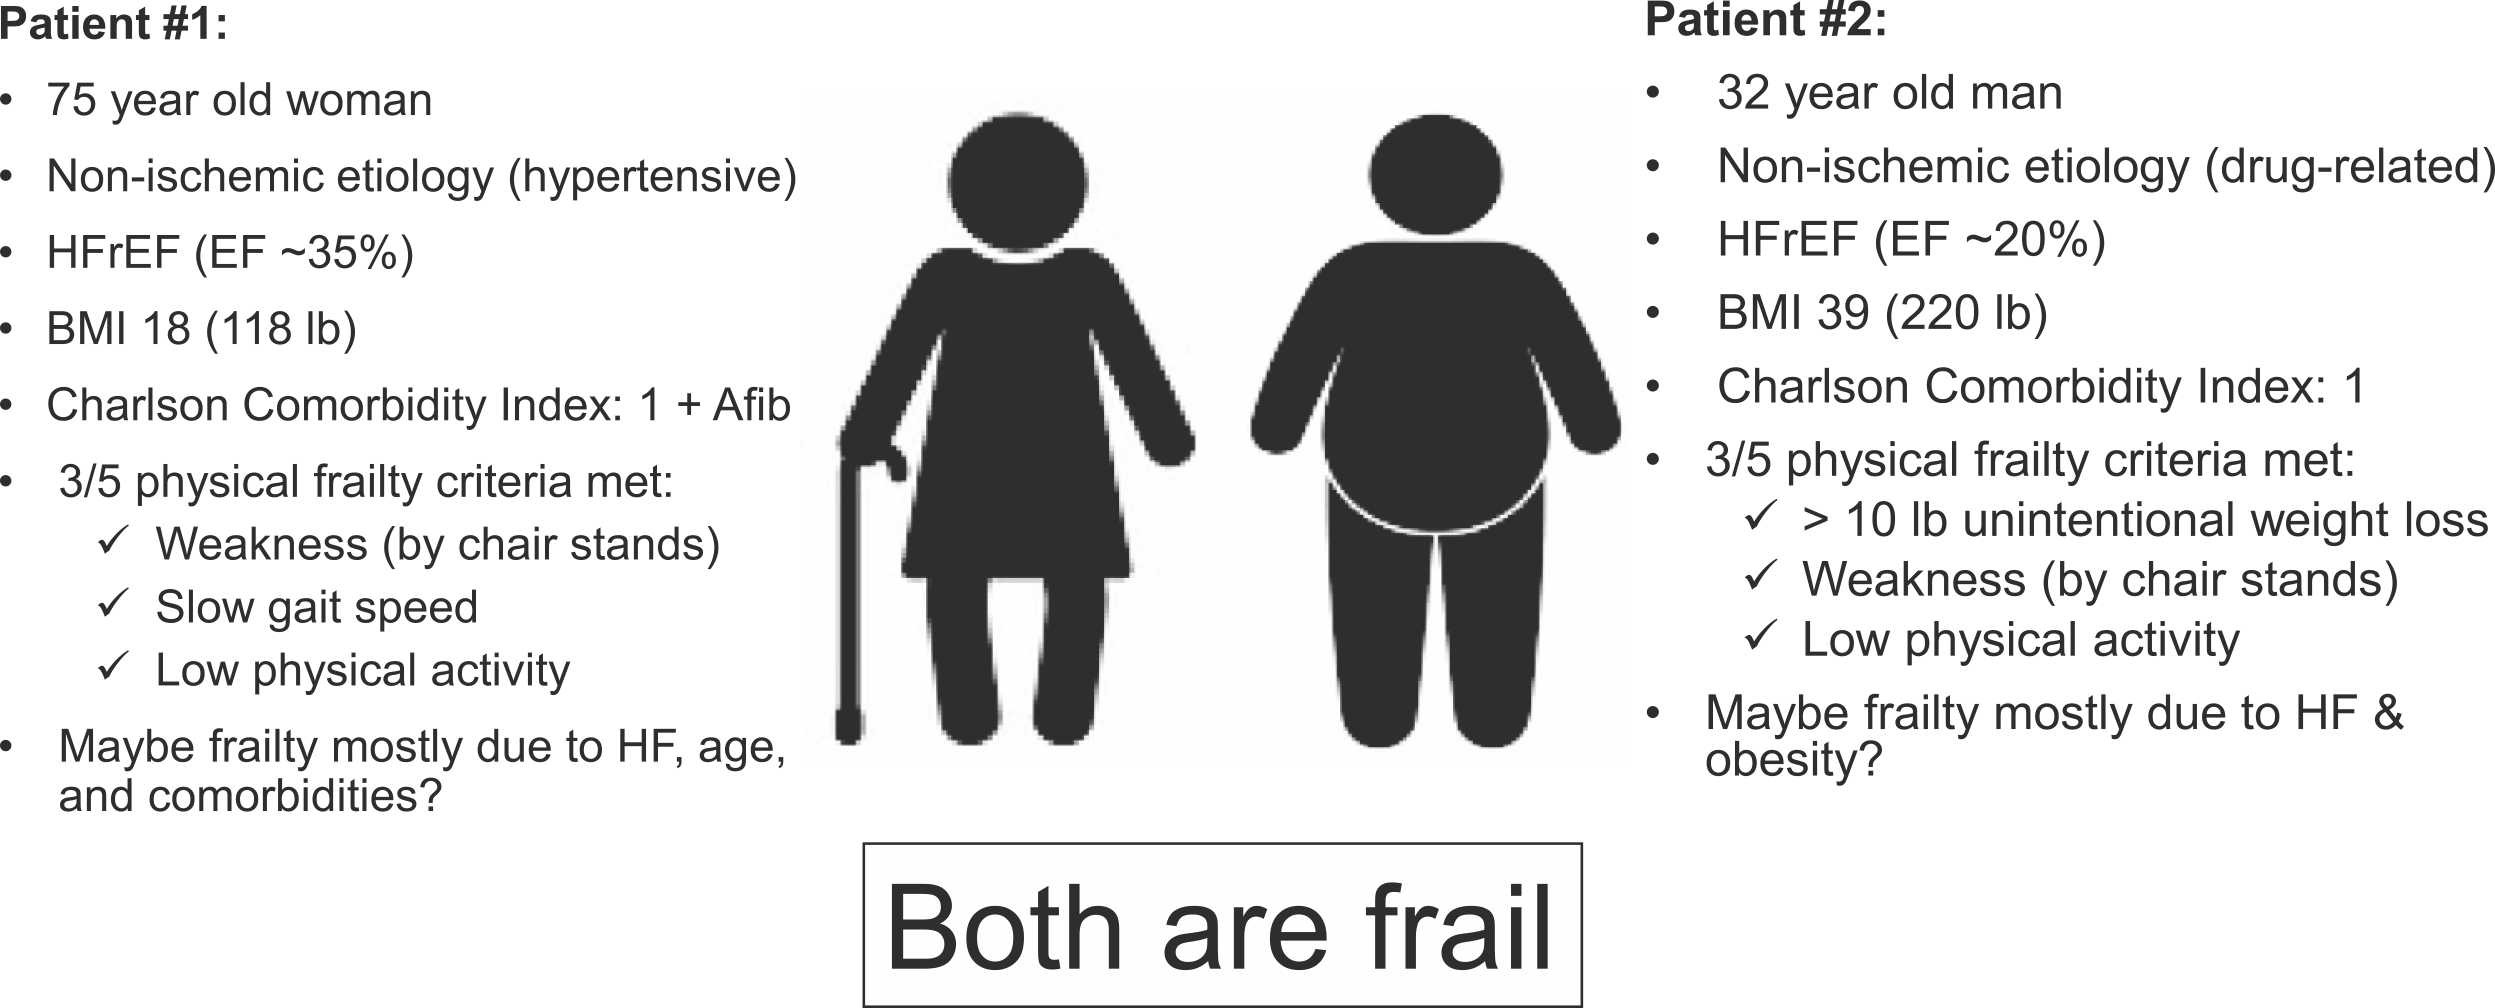 Patient #1:
• 75 year old woman
• Non-ischemic etiology (hypertensive)
• HFrEF (EF ~35%)
• BMI 18 (118 lb)
• Charlson Comorbidity Index: 1 + Afib
• 3/5 physical frailty criteria met:
✓ Weakness (by chair stands)
✓ Slow gait speed
✓ Low physical activity
• Maybe frailty mostly due to HF, age,
and comorbidities?
Patient #2:
• 32 year old man
• Non-ischemic etiology (drug-related)
• HFrEF (EF ~20%)
• BMI 39 (220 lb)
• Charlson Comorbidity Index: 1
• 3/5 physical frailty criteria met:
✓ > 10 lb unintentional weight loss
✓ Weakness (by chair stands)
✓ Low physical activity
• Maybe frailty mostly due to HF &
obesity?
Both are frail